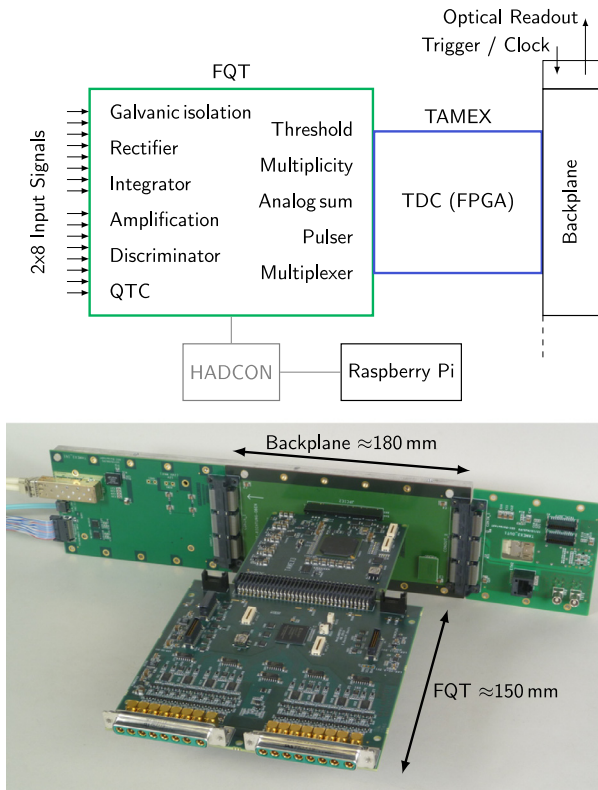 Optical Readout
Trigger / Clock
FQT
TAMEX
2x8 Input Signals
Galvanic isolation
Rectifier
Integrator
Amplification
Discriminator
QTC
Threshold
Multiplicity
Analog sum
Pulser
Multiplexer
TDC (FPGA)
Backplane
HADCON
Raspberry Pi
Backplane ≈180 mm
FQT ≈150 mm